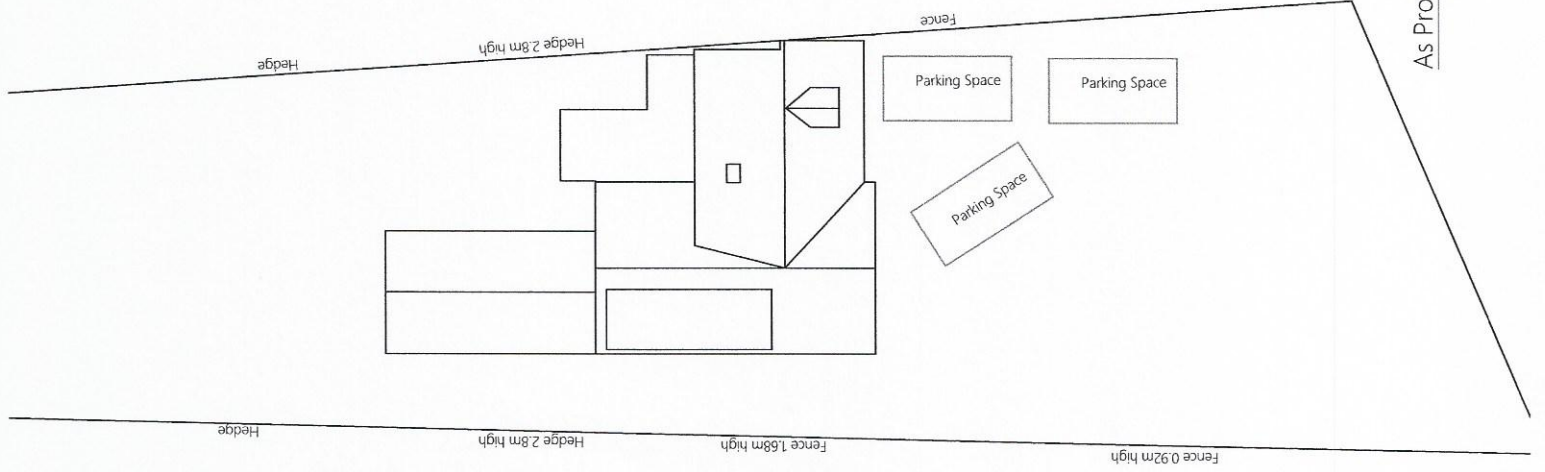 Fence
Hedge 2.8m high
Hedge
Parking Space
Parking Space
Parking Space
As Pro
Hedge
Hedge 2.8m high
Fence 1.68m high
Fence 0.92m high